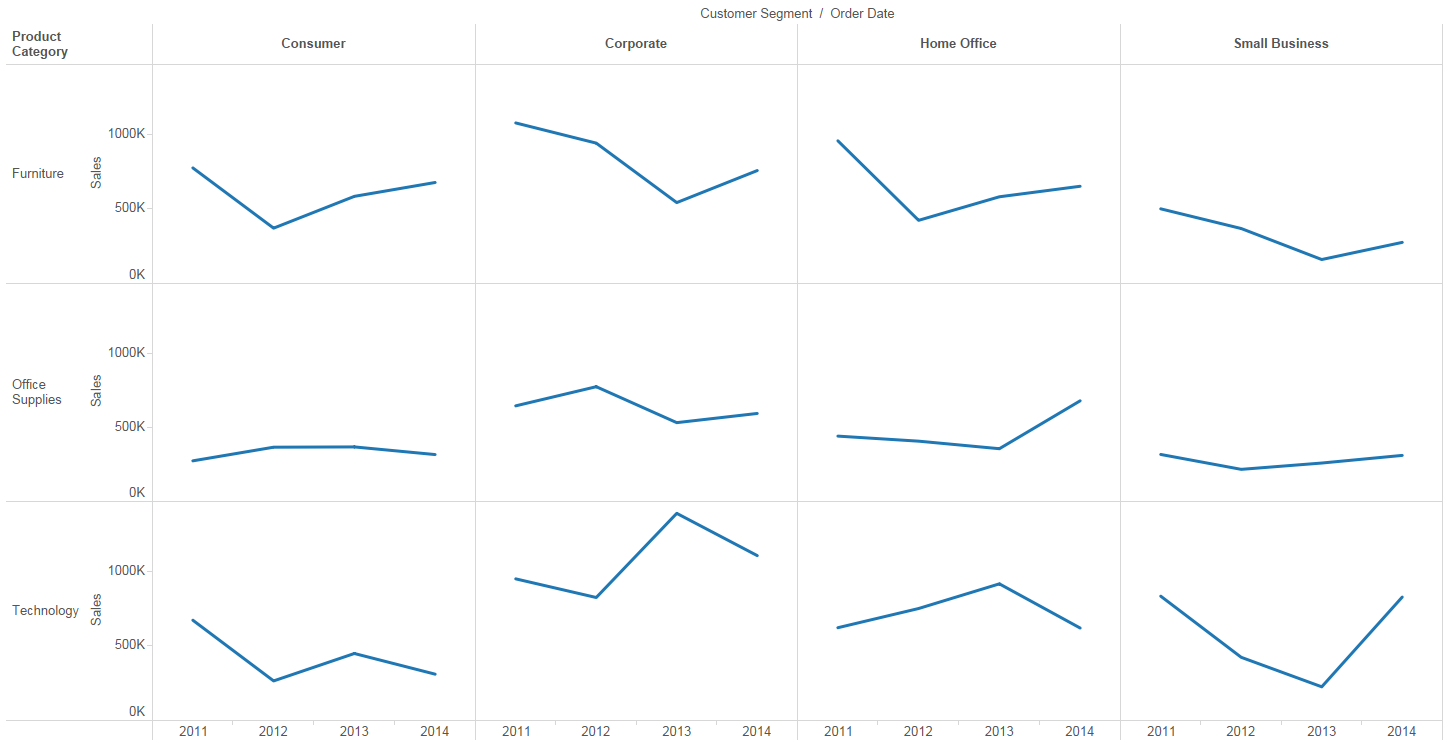 Customer Segment / Order Date
Product
Category
Consumer
Corporate
Home Office
Small Business
Furniture
Sales
1000K
500K
0K
Office
Supplies
Sales
1000K
500K
0K
Technology
Sales
1000K
500K
0K
2011 2012 2013 2014 2011 2012 2013 2014 2011 2012 2013 2014 2011 2012 2013 2014